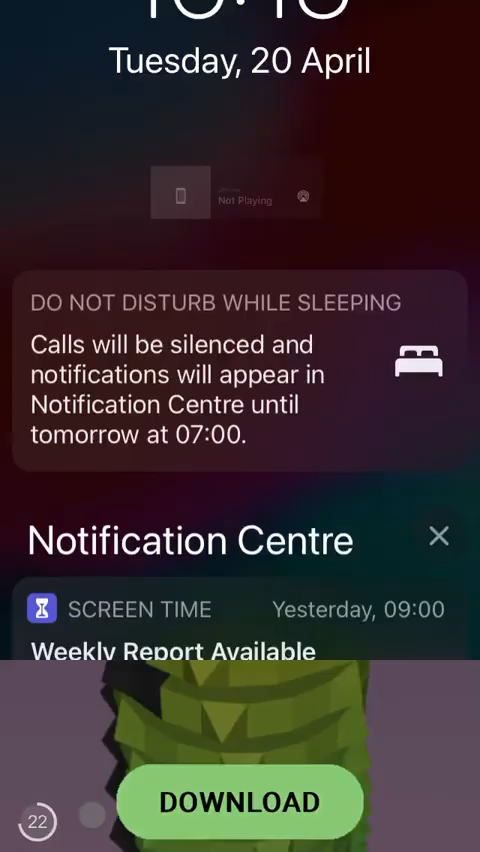 Tuesday, 20 April
Not Playing
DO NOT DISTURB WHILE SLEEPING
Calls will be silenced and
notifications will appear in
Notification Centre until
tomorrow at 07:00.
Notification Centre
SCREEN TIME Yesterday, 09:00
Weekly Report Available
DOWNLOAD
22